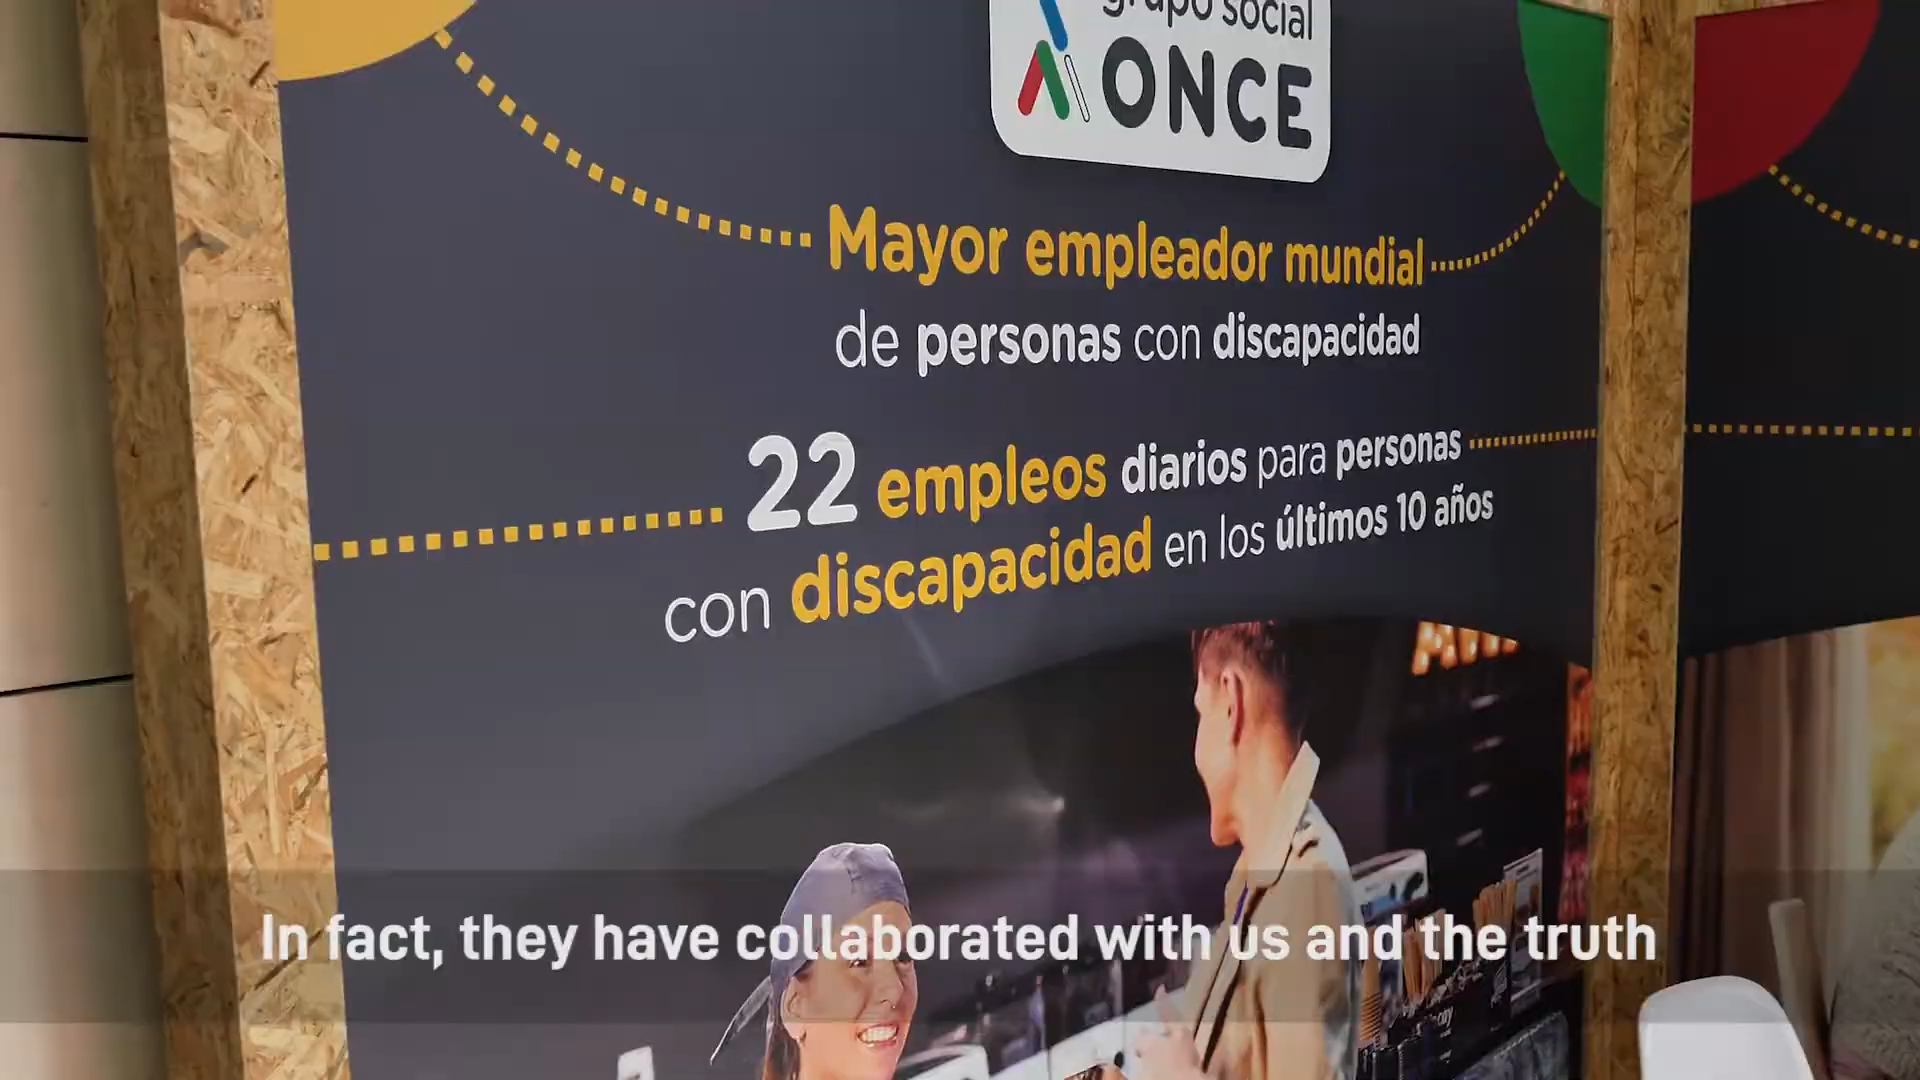 grupo social
ONCE
Mayor empleador mundial
de personas con discapacidad
22 empleos diarios para personas
con discapacidad en los últimos 10 años
In fact, they have collaborated with us and the truth